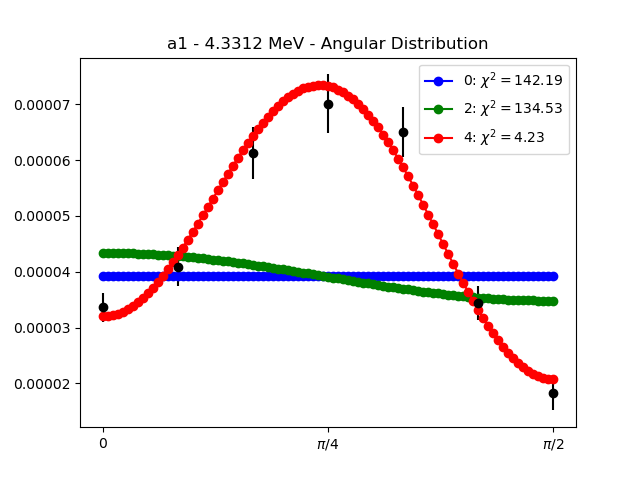 a1 - 4.3312 MeV - Angular Distribution
0: χ² = 142.19
2: χ² = 134.53
4: χ² = 4.23
0.00007
0.00006
0.00005
0.00004
0.00003
0.00002
0
π/4
π/2